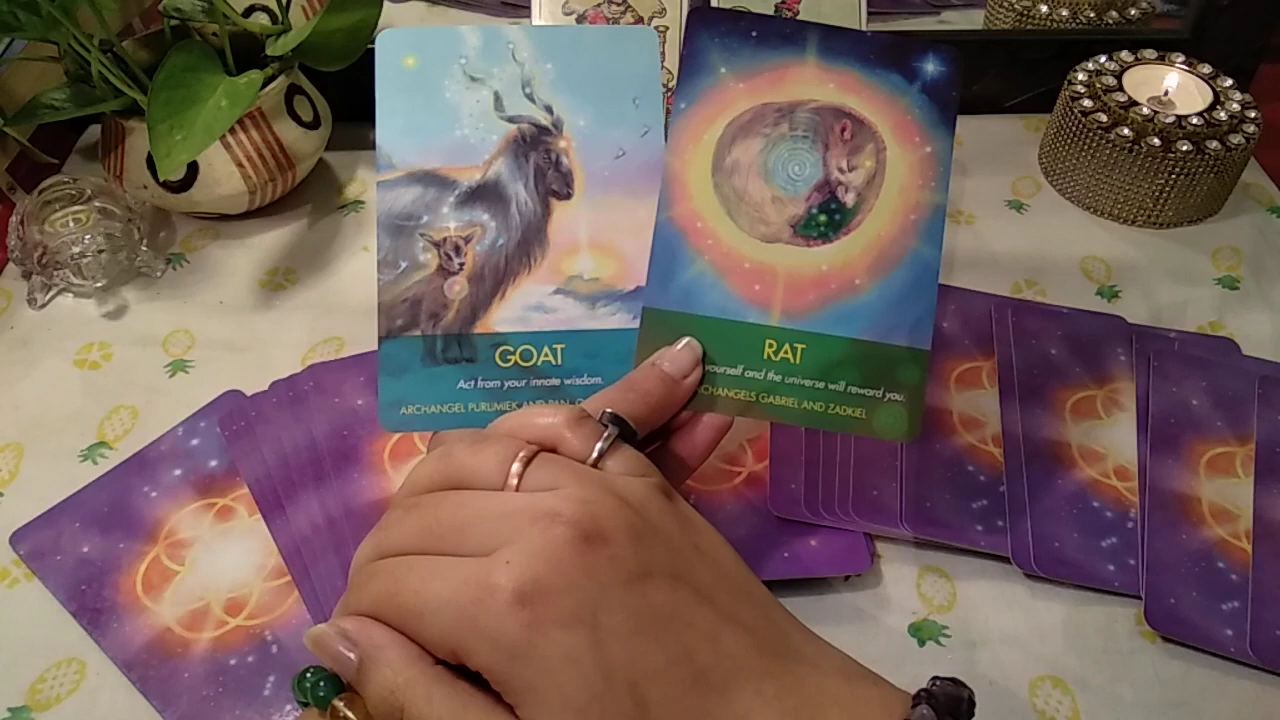 GOAT
Act from your innate wisdom.
ARCHANGEL PURLIMIEK AND PAN
RAT
yourself and the universe will reward you.
CHANGELS GABRIEL AND ZADKIEL